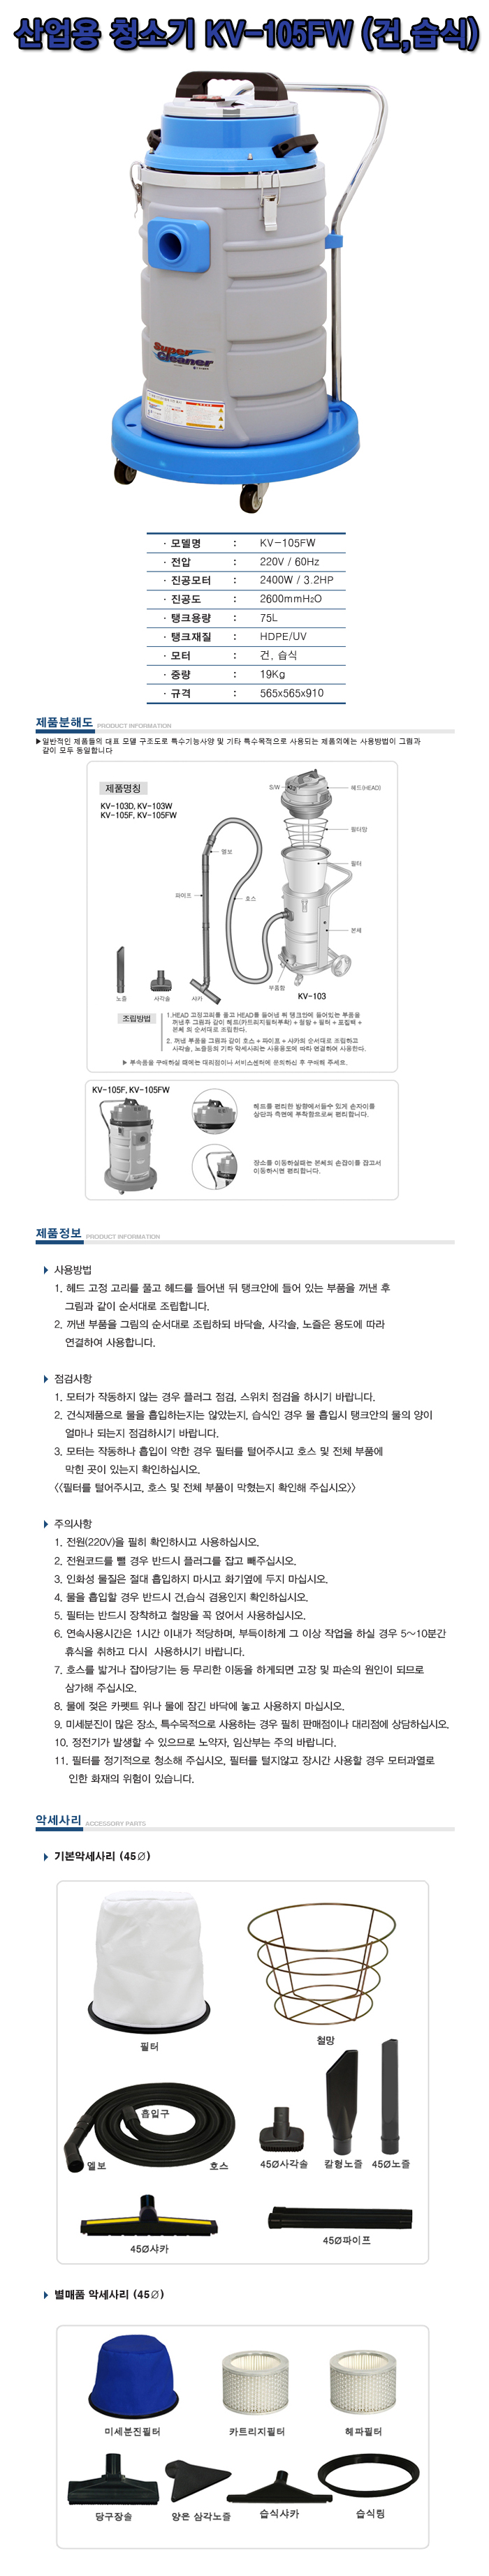 산업용 청소기 KV-105FW (건,습식)
Super
Cleaner
· 모델명 : KV-105FW
· 전압 : 220V / 60Hz
· 진공모터 : 2400W / 3.2HP
· 진공도 : 2600mmH₂O
· 탱크용량 : 75L
· 탱크재질 : HDPE/UV
· 모터 : 건, 습식
· 중량 : 19Kg
· 규격 : 565x565x910
제품분해도 PRODUCT INFORMATION
▶일반적인 제품들의 대표 모델 구조도로 특수기능사양 및 기타 특수목적으로 사용되는 제품외에는 사용방법이 그림과
같이 모두 동일합니다
제품명칭
KV-103D, KV-103W
KV-105F, KV-105FW
S/W
헤드(HEAD)
필터망
필터
엘보
파이프
호스
본체
노즐
사각솔
샤카
부품함
KV-103
조립방법
1.HEAD 고정고리를 풀고 HEAD를 들어낸 뒤 탱크안에 들어있는 부품을
꺼낸후 그림과 같이 헤드(카트리지필터부착) + 철망 + 필터 + 포집백 +
본체 의 순서대로 조립한다.
2. 꺼낸 부품을 그림과 같이 호스 + 파이프 + 샤카의 순서대로 조립하고
사각솔, 노즐등의 기타 악세사리는 사용용도에 따라 연결하여 사용한다.
▶ 부속품을 구매하실 때에는 대리점이나 서비스센터에 문의하신 후 구매해 주세요.
KV-105F, KV-105FW
헤드를 편리한 방향에서들수 있게 손자이를
상단과 측면에 부착함으로써 편리합니다.
장소를 이동하실때는 본체의 손잡이를 잡고서
이동하시면 편리합니다.
제품정보 PRODUCT INFORMATION
사용방법
1. 헤드 고정 고리를 풀고 헤드를 들어낸 뒤 탱크안에 들어 있는 부품을 꺼낸 후
그림과 같이 순서대로 조립합니다.
2. 꺼낸 부품을 그림의 순서대로 조립하되 바닥솔, 사각솔, 노즐은 용도에 따라
연결하여 사용합니다.
점검사항
1. 모터가 작동하지 않는 경우 플러그 점검, 스위치 점검을 하시기 바랍니다.
2. 건식제품으로 물을 흡입하는지는 않았는지, 습식인 경우 물 흡입시 탱크안의 물의 양이
얼마나 되는지 점검하시기 바랍니다.
3. 모터는 작동하나 흡입이 약한 경우 필터를 털어주시고 호스 및 전체 부품에
막힌 곳이 있는지 확인하십시오.
<<필터를 털어주시고, 호스 및 전체 부품이 막혔는지 확인해 주십시오>>
주의사항
1. 전원(220V)을 필히 확인하시고 사용하십시오.
2. 전원코드를 뺄 경우 반드시 플러그를 잡고 빼주십시오.
3. 인화성 물질은 절대 흡입하지 마시고 화기옆에 두지 마십시오.
4. 물을 흡입할 경우 반드시 건,습식 겸용인지 확인하십시오.
5. 필터는 반드시 장착하고 철망을 꼭 얹어서 사용하십시오.
6. 연속사용시간은 1시간 이내가 적당하며, 부득이하게 그 이상 작업을 하실 경우 5~10분간
휴식을 취하고 다시 사용하시기 바랍니다.
7. 호스를 밟거나 잡아당기는 등 무리한 이동을 하게되면 고장 및 파손의 원인이 되므로
삼가해 주십시오.
8. 물에 젖은 카펫트 위나 물에 잠긴 바닥에 놓고 사용하지 마십시오.
9. 미세분진이 많은 장소, 특수목적으로 사용하는 경우 필히 판매점이나 대리점에 상담하십시오.
10. 정전기가 발생할 수 있으므로 노약자, 임산부는 주의 바랍니다.
11. 필터를 정기적으로 청소해 주십시오, 필터를 털지않고 장시간 사용할 경우 모터과열로
인한 화재의 위험이 있습니다.
악세사리 ACCESSORY PARTS
기본악세사리 (45∅)
필터
철망
흡입구
엘보
호스
45∅사각솔
칼형노즐
45∅노즐
45∅샤카
45∅파이프
별매품 악세사리 (45∅)
미세분진필터
카트리지필터
헤파필터
당구장솔
양은 삼각노즐
습식샤카
습식링